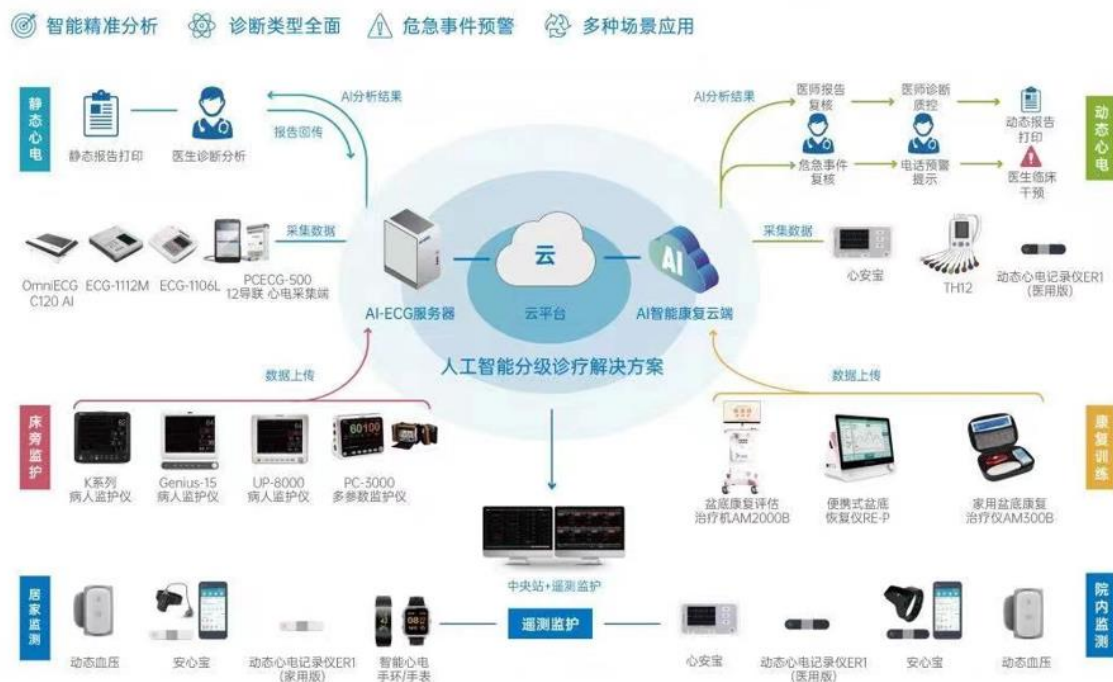 智能精准分析
诊断类型全面
危急事件预警
多种场景应用
静态心电
静态报告打印
医生诊断分析
AI分析结果
报告回传
采集数据
OmniECG
C120 AI
ECG-1112M
ECG-1106L
PCECG-500
12导联 心电采集端
AI分析结果
医师报告
复核
医师诊断
质控
动态报告
打印
危急事件
复核
电话预警
提示
医生临床
干预
动态心电
采集数据
心安宝
TH12
动态心电记录仪ER1
(医用版)
AI-ECG服务器
云
云平台
AI
AI智能康复云端
人工智能分级诊疗解决方案
床旁监护
数据上传
K系列
病人监护仪
Genius-15
病人监护仪
UP-8000
病人监护仪
PC-3000
多参数监护仪
康复训练
数据上传
盆底康复评估
治疗机AM2000B
便携式盆底
恢复仪RE-P
家用盆底康复
治疗仪AM300B
中央站+遥测监护
遥测监护
居家监测
动态血压
安心宝
动态心电记录仪ER1
(家用版)
智能心电
手环/手表
心安宝
动态心电记录仪ER1
(医用版)
安心宝
动态血压
院内监测